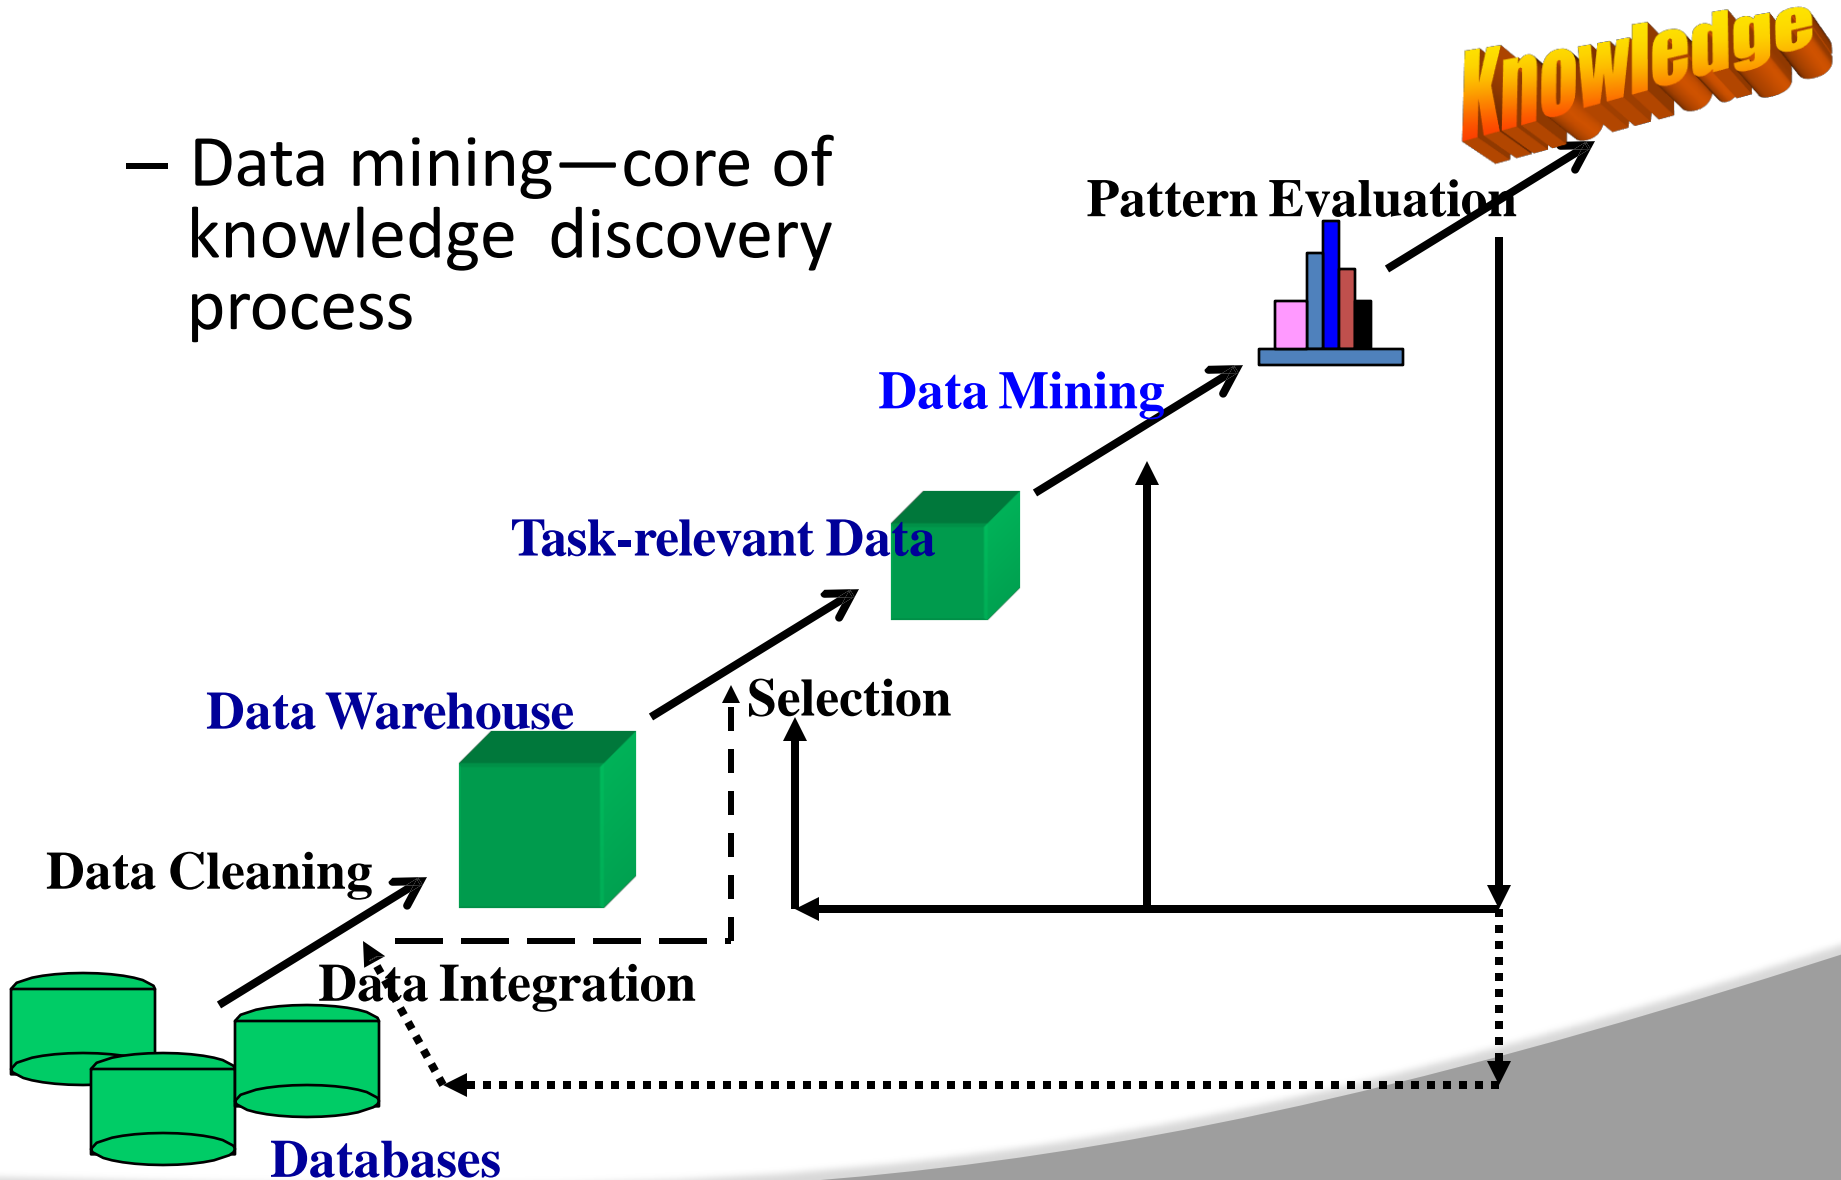 Knowledge
– Data mining—core of
knowledge discovery
process
Pattern Evaluation
Data Mining
Task-relevant Data
Selection
Data Warehouse
Data Cleaning
Data Integration
Databases